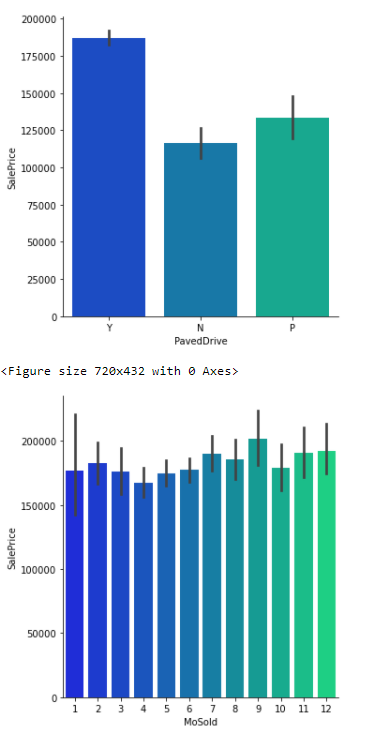 200000
175000
150000
125000
100000
75000
50000
25000
0
SalePrice
Y N P
PavedDrive
<Figure size 720x432 with 0 Axes>
200000
150000
100000
50000
0
SalePrice
1 2 3 4 5 6 7 8 9 10 11 12
MoSold